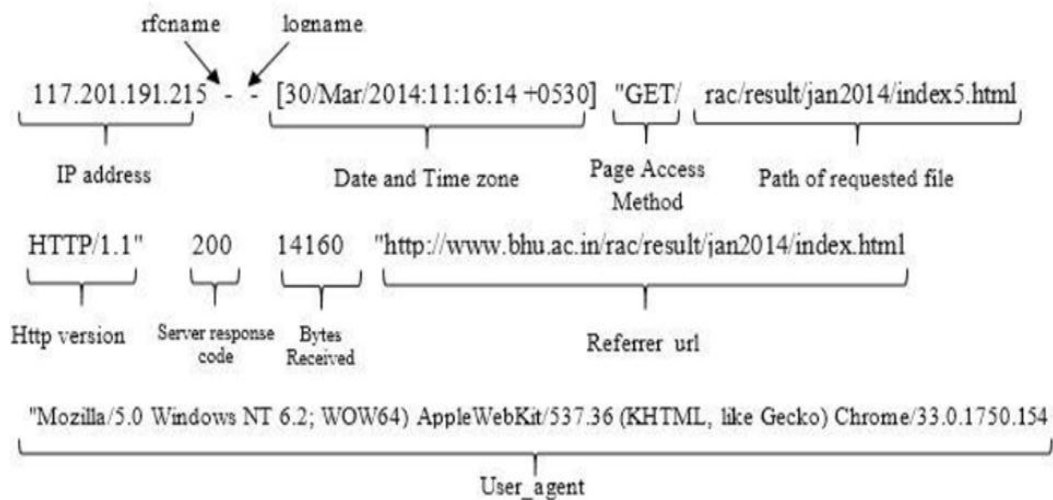 rfcname logname
117.201.191.215 - - [30/Mar/2014:11:16:14 +0530] "GET/ rac/result/jan2014/index5.html
IP address Date and Time zone Page Access Method Path of requested file
HTTP/1.1" 200 14160 "http://www.bhu.ac.in/rac/result/jan2014/index.html
Http version Server response code Bytes Received Referrer url
"Mozilla/5.0 Windows NT 6.2; WOW64) AppleWebKit/537.36 (KHTML, like Gecko) Chrome/33.0.1750.154
User_agent